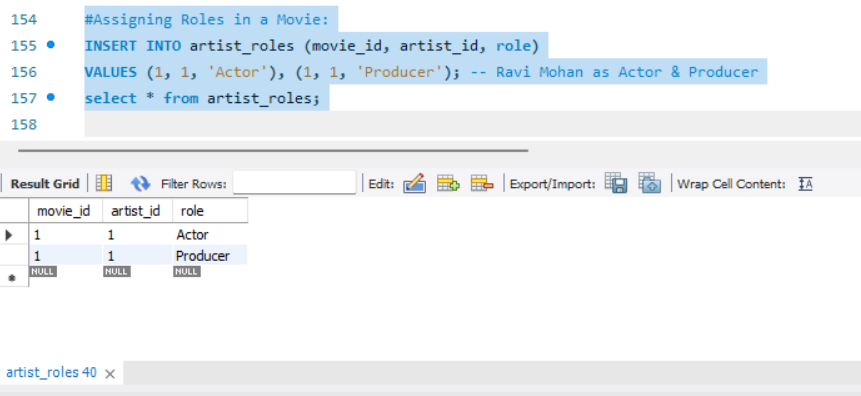 154 #Assigning Roles in a Movie:
155 INSERT INTO artist_roles (movie_id, artist_id, role)
156 VALUES (1, 1, 'Actor'), (1, 1, 'Producer'); -- Ravi Mohan as Actor & Producer
157 select * from artist_roles;
158
Result Grid Filter Rows: Edit: Export/Import: Wrap Cell Content: IA
movie_id artist_id role
1 1 Actor
1 1 Producer
NULL NULL NULL
artist_roles 40